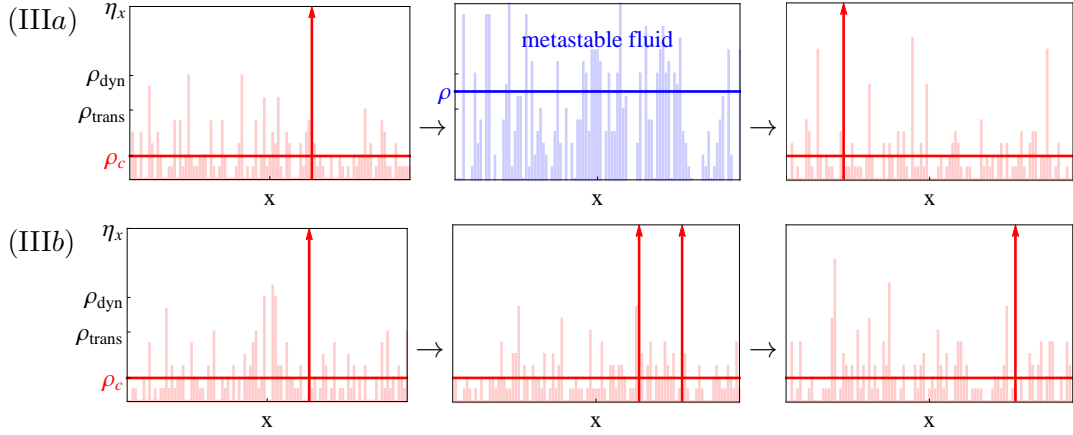 (IIIa)
η_x
ρ_dyn
ρ_trans
ρ_c
x
→
metastable fluid
ρ
x
→
x
(IIIb)
η_x
ρ_dyn
ρ_trans
ρ_c
x
→
x
→
x